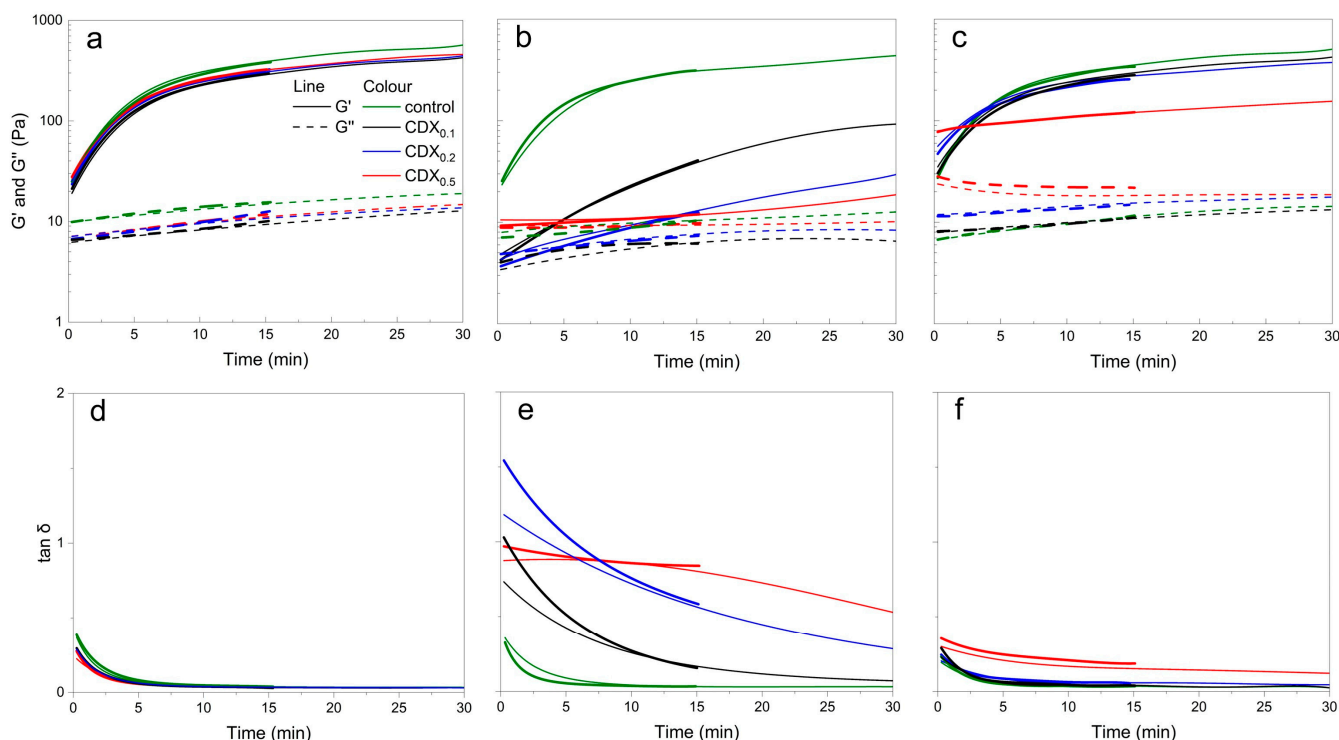 a
b
c
1000
100
10
1
G' and G'' (Pa)
Line Colour
G' control
G'' CDX0.1
CDX0.2
CDX0.5
0 5 10 15 20 25 30
0 5 10 15 20 25 30
0 5 10 15 20 25 30
Time (min)
Time (min)
Time (min)
d
e
f
2
1
0
tan δ
0 5 10 15 20 25 30
0 5 10 15 20 25 30
0 5 10 15 20 25 30
Time (min)
Time (min)
Time (min)